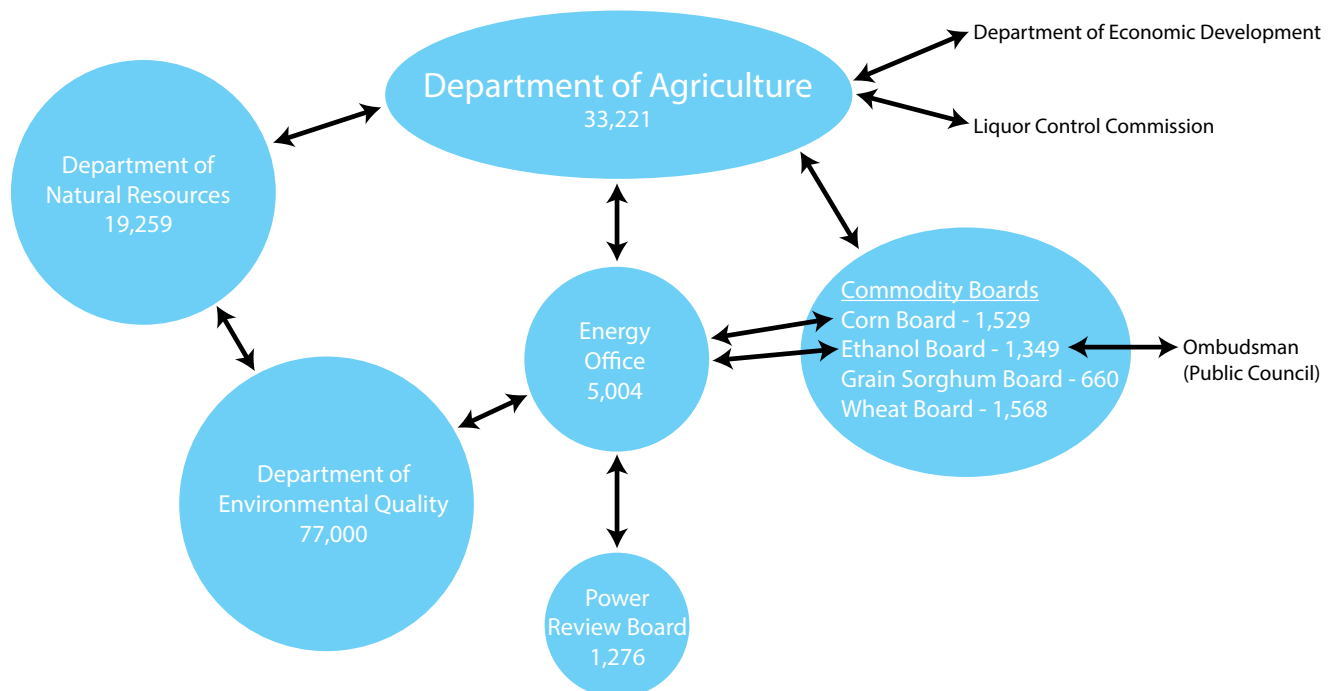 Department of Economic Development
Department of Agriculture
33,221
Liquor Control Commission
Department of
Natural Resources
19,259
Commodity Boards
Corn Board - 1,529
Ethanol Board - 1,349
Grain Sorghum Board - 660
Wheat Board - 1,568
Energy
Office
5,004
Ombudsman
(Public Council)
Department of
Environmental Quality
77,000
Power
Review Board
1,276